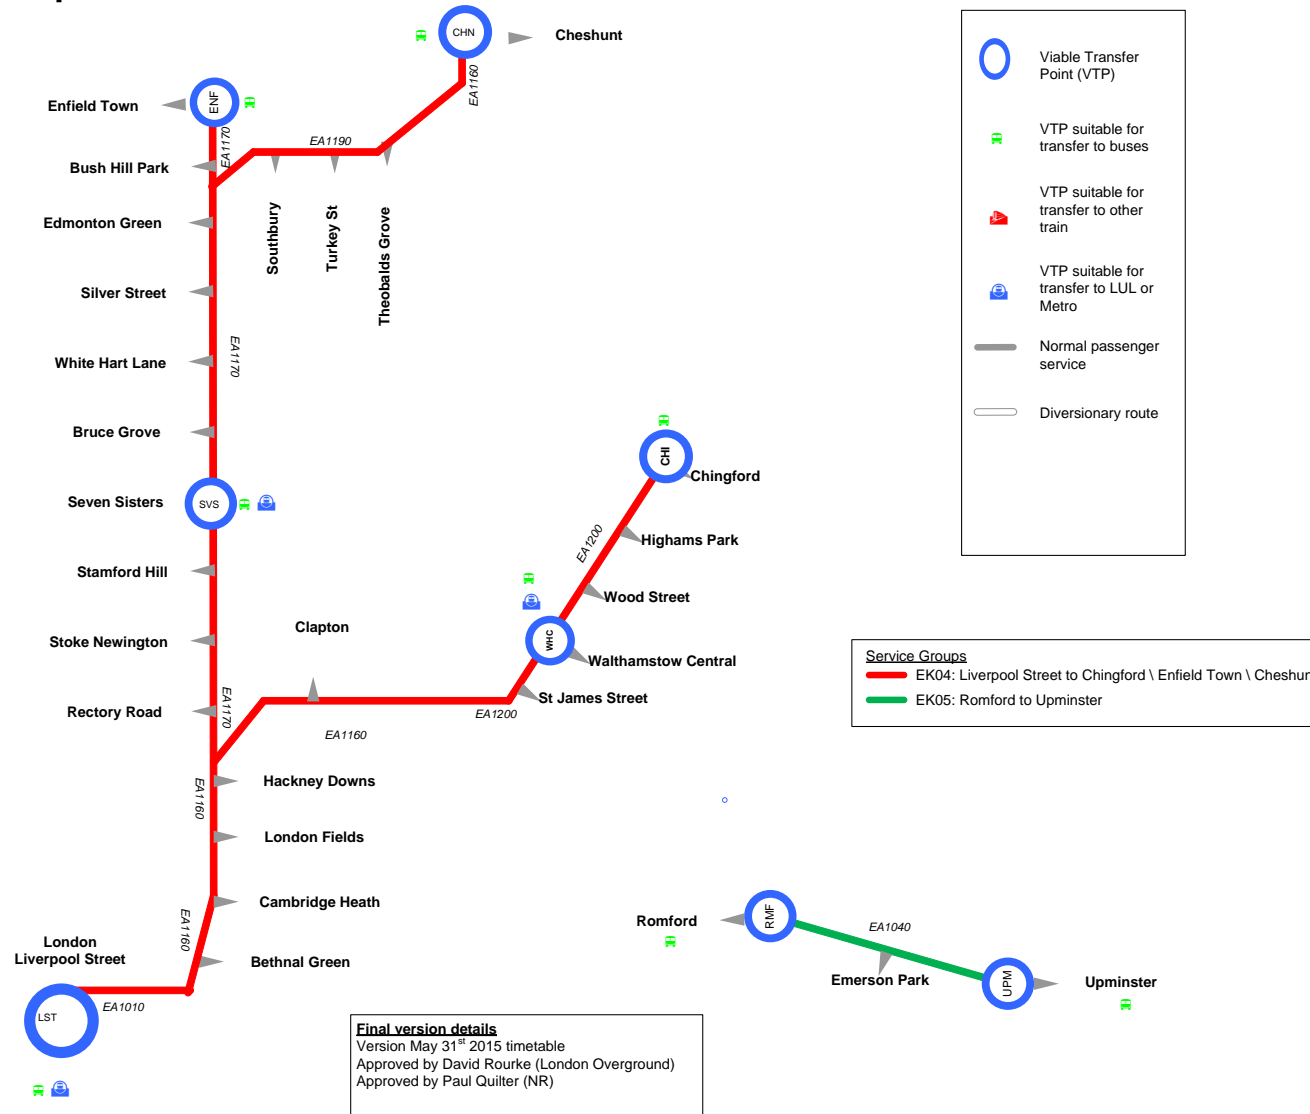 CHN
Cheshunt
EA1160
ENF
Enfield Town
EA1170
EA1190
Bush Hill Park
Edmonton Green
Southbury
Turkey St
Theobalds Grove
Silver Street
White Hart Lane
EA1170
Bruce Grove
Seven Sisters
SVS
Stamford Hill
Stoke Newington
Rectory Road
EA1170
Clapton
EA1160
EA1200
CHI
Chingford
Highams Park
EA1200
Wood Street
WHC
Walthamstow Central
St James Street
Hackney Downs
EA1160
London Fields
Cambridge Heath
EA1160
Bethnal Green
London
Liverpool Street
LST
EA1010
Viable Transfer
Point (VTP)
VTP suitable for
transfer to buses
VTP suitable for
transfer to other
train
VTP suitable for
transfer to LUL or
Metro
Normal passenger
service
Diversionary route
Service Groups
EK04: Liverpool Street to Chingford \ Enfield Town \ Cheshun
EK05: Romford to Upminster
Romford
RMF
EA1040
Emerson Park
UPM
Upminster
Final version details
Version May 31st 2015 timetable
Approved by David Rourke (London Overground)
Approved by Paul Quilter (NR)